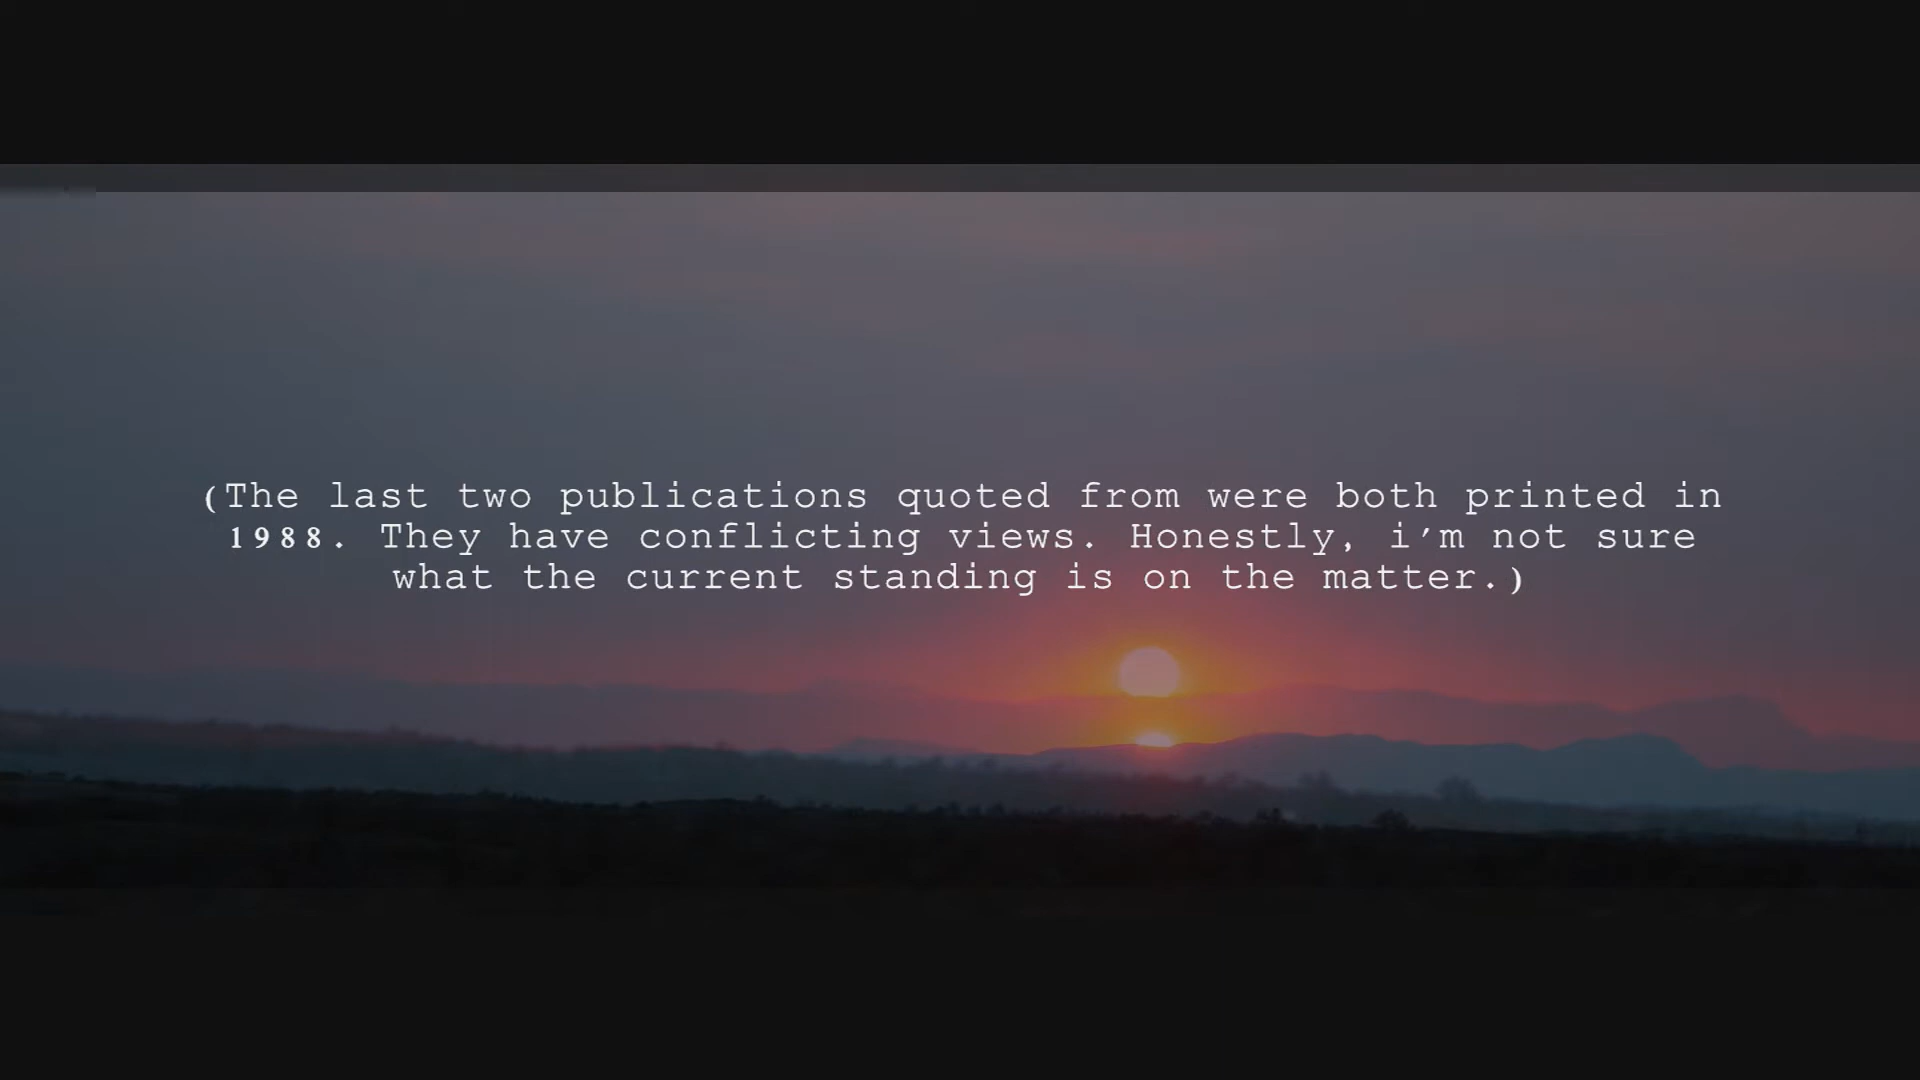 (The last two publications quoted from were both printed in
1988. They have conflicting views. Honestly, i'm not sure
what the current standing is on the matter.)